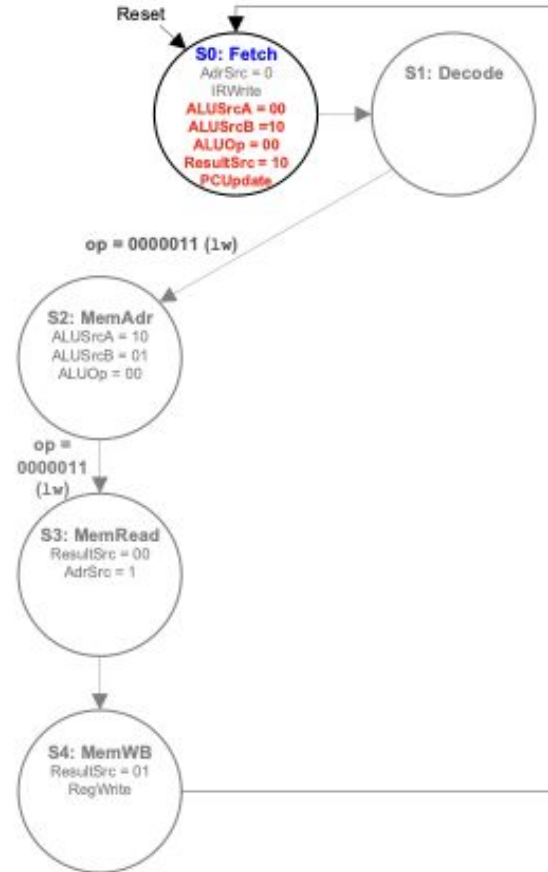 Reset
S0: Fetch
AdrSrc = 0
IRWrite
ALUSrcA = 00
ALUSrcB =10
ALUOp = 00
ResultSrc = 10
PCUpdate
S1: Decode
op = 0000011 (lw)
S2: MemAdr
ALUSrcA = 10
ALUSrcB = 01
ALUOp = 00
op =
0000011
(lw)
S3: MemRead
ResultSrc = 00
AdrSrc = 1
S4: MemWB
ResultSrc = 01
RegWrite